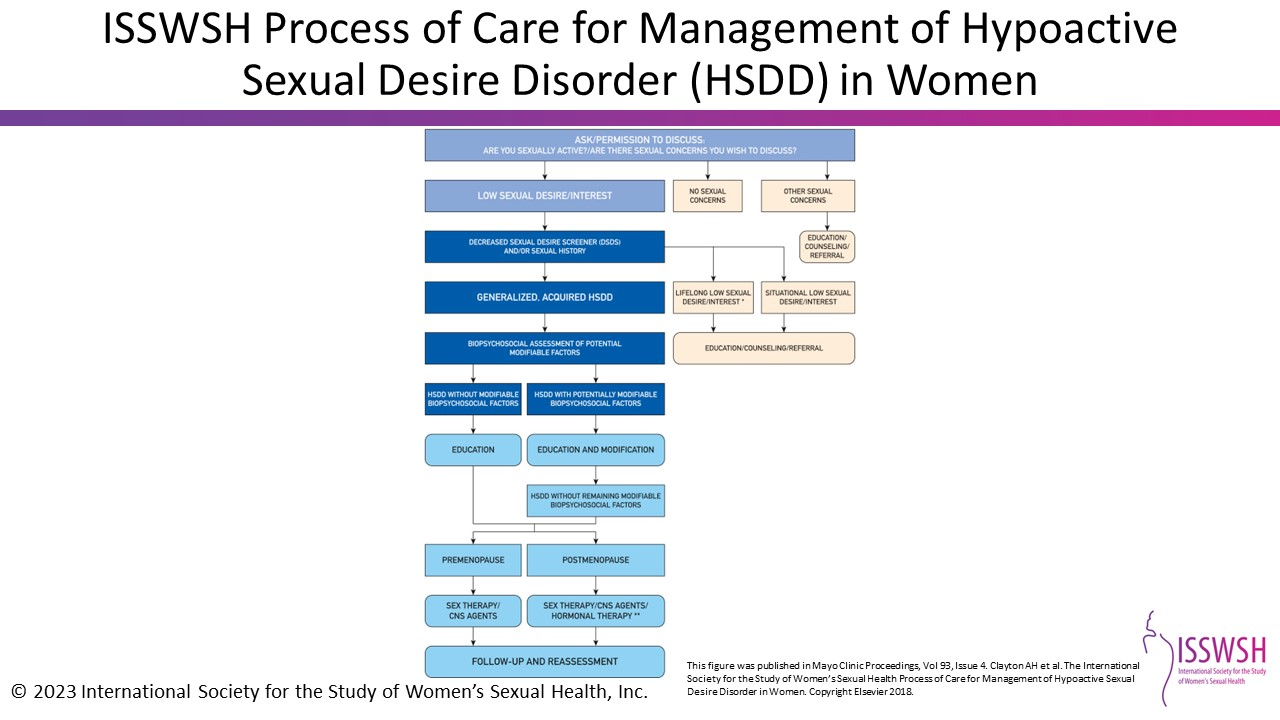 ISSWSH Process of Care for Management of Hypoactive
Sexual Desire Disorder (HSDD) in Women
ASK/PERMISSION TO DISCUSS:
ARE YOU SEXUALLY ACTIVE?/ARE THERE SEXUAL CONCERNS YOU WISH TO DISCUSS?
LOW SEXUAL DESIRE/INTEREST
NO SEXUAL
CONCERNS
OTHER SEXUAL
CONCERNS
DECREASED SEXUAL DESIRE SCREENER (DSDS)
AND/OR SEXUAL HISTORY
EDUCATION/
COUNSELING/
REFERRAL
GENERALIZED, ACQUIRED HSDD
LIFELONG LOW SEXUAL
DESIRE/INTEREST *
SITUATIONAL LOW SEXUAL
DESIRE/INTEREST
BIOPSYCHOSOCIAL ASSESSMENT OF POTENTIAL
MODIFIABLE FACTORS
EDUCATION/COUNSELING/REFERRAL
HSDD WITHOUT MODIFIABLE
BIOPSYCHOSOCIAL FACTORS
HSDD WITH POTENTIALLY MODIFIABLE
BIOPSYCHOSOCIAL FACTORS
EDUCATION
EDUCATION AND MODIFICATION
HSDD WITHOUT REMAINING MODIFIABLE
BIOPSYCHOSOCIAL FACTORS
PREMENOPAUSE
POSTMENOPAUSE
SEX THERAPY/
CNS AGENTS
SEX THERAPY/CNS AGENTS/
HORMONAL THERAPY **
FOLLOW-UP AND REASSESSMENT
This figure was published in Mayo Clinic Proceedings, Vol 93, Issue 4. Clayton AH et al. The International
Society for the Study of Women's Sexual Health Process of Care for Management of Hypoactive Sexual
Desire Disorder in Women. Copyright Elsevier 2018.
ISSWSH
International Society for the Study
of Women's Sexual Health
© 2023 International Society for the Study of Women's Sexual Health, Inc.